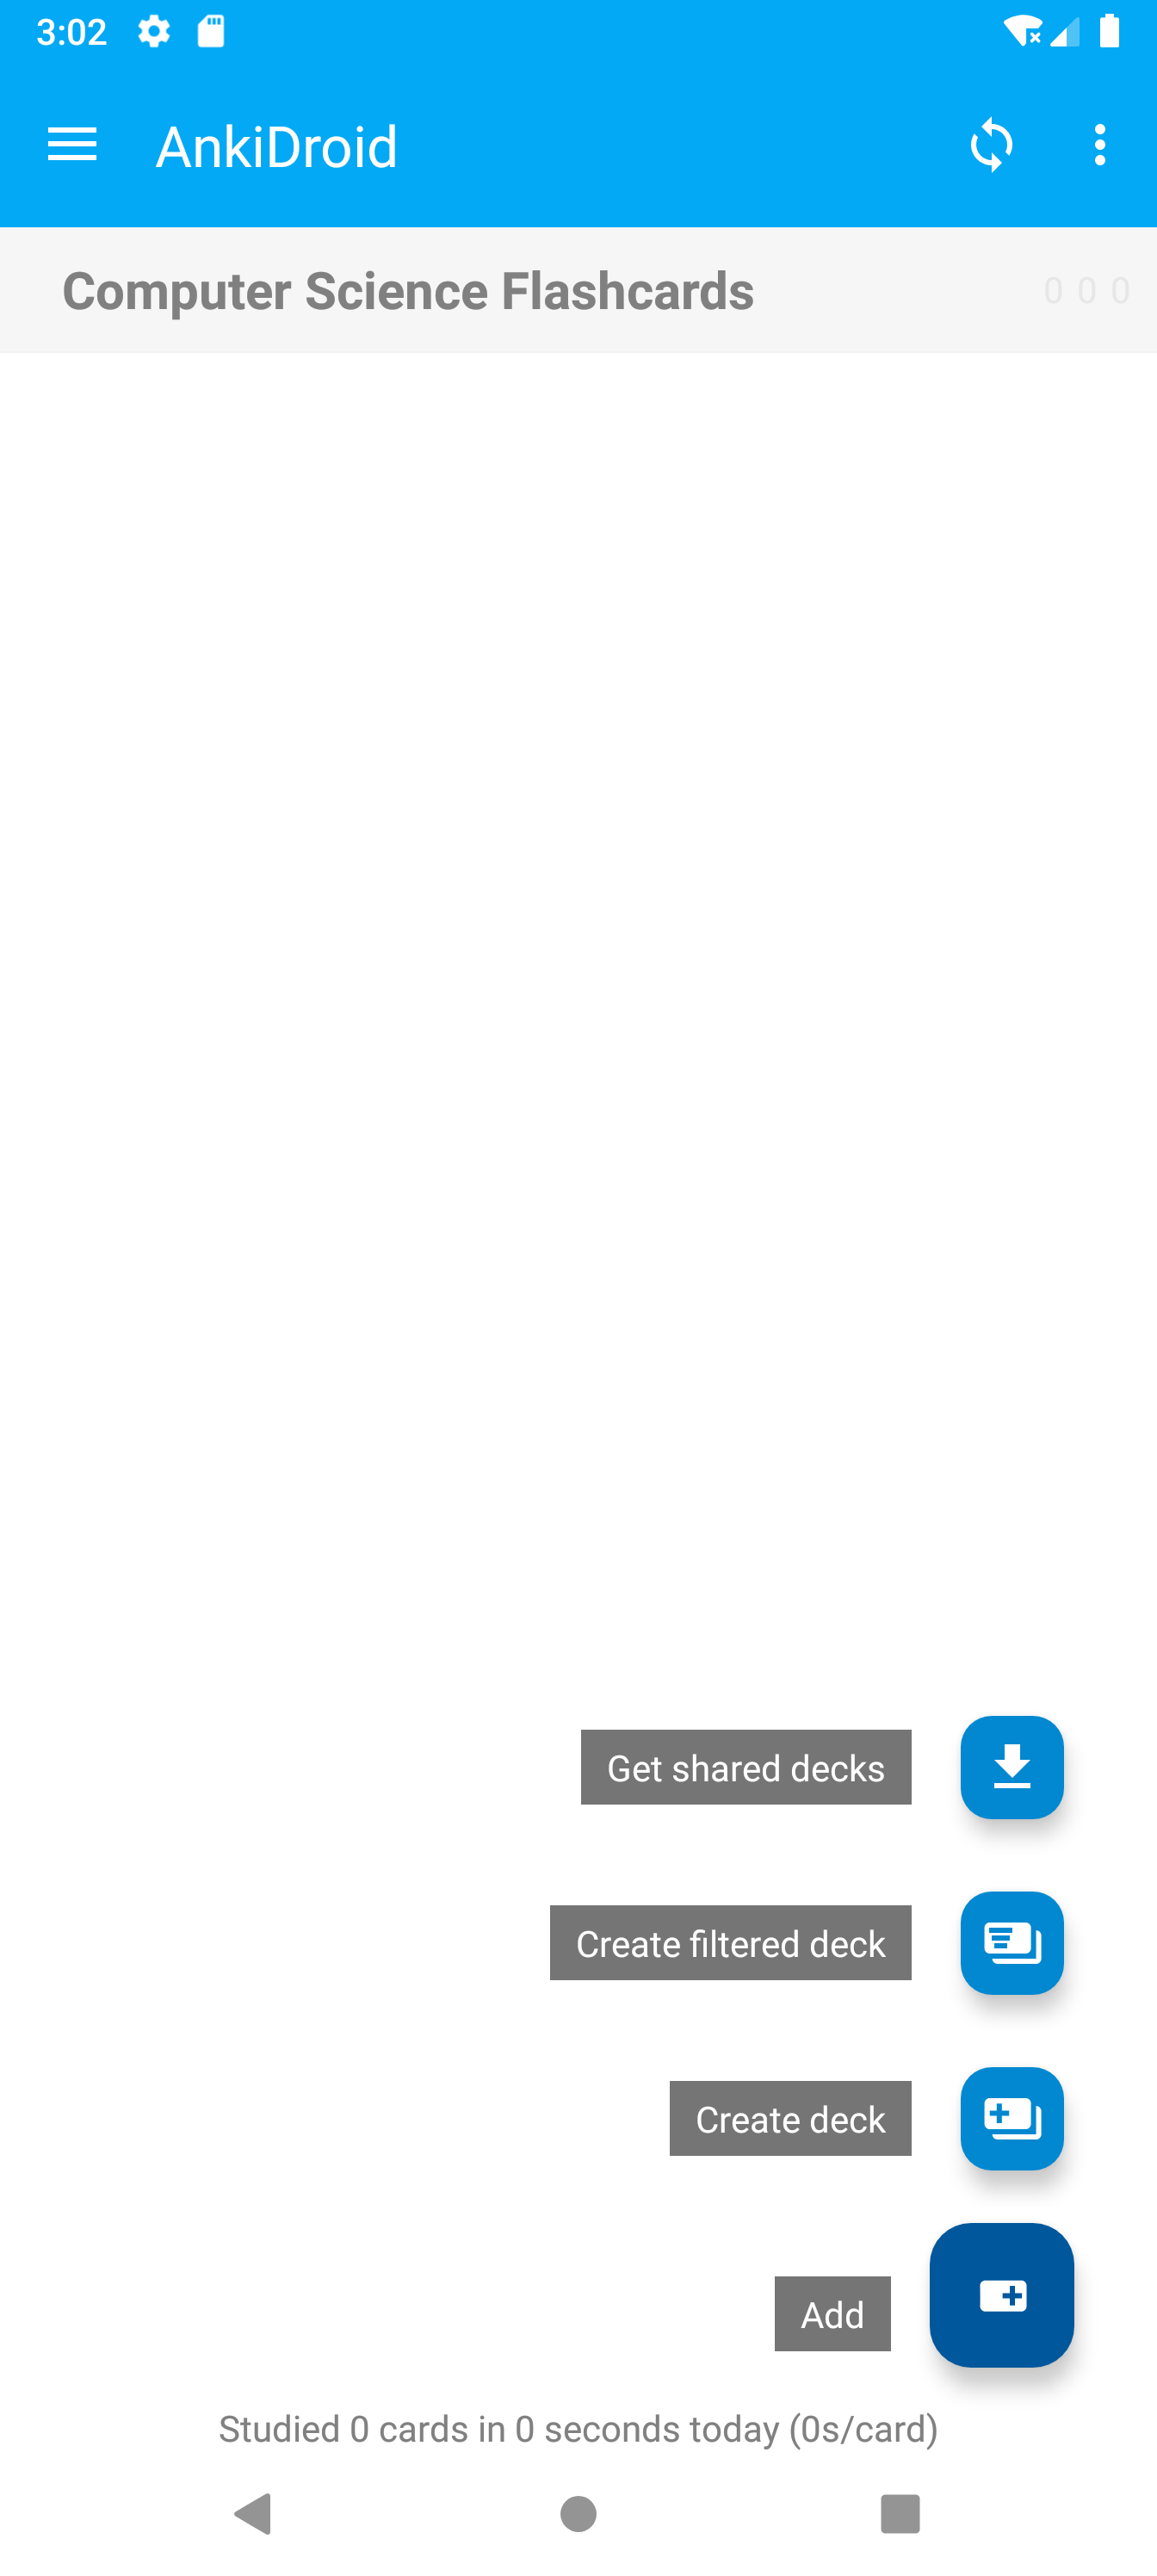 3:02
AnkiDroid
Computer Science Flashcards 0 0 0
Get shared decks
Create filtered deck
Create deck
Add
Studied 0 cards in 0 seconds today (0s/card)